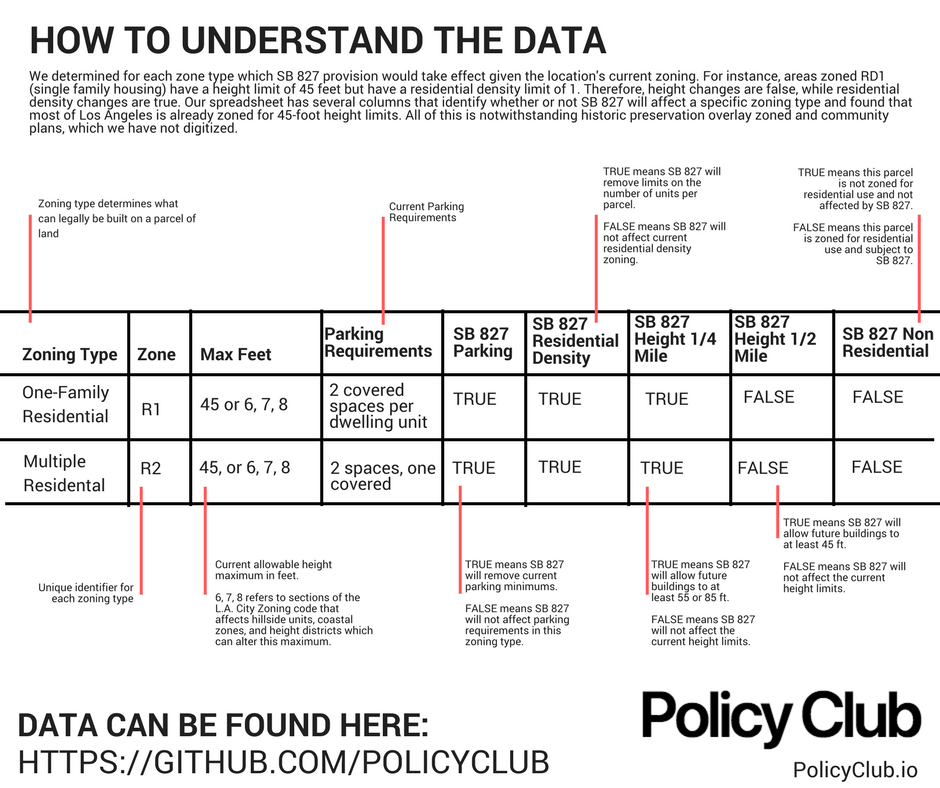 HOW TO UNDERSTAND THE DATA
We determined for each zone type which SB 827 provision would take effect given the location's current zoning. For instance, areas zoned RD1
(single family housing) have a height limit of 45 feet but have a residential density limit of 1. Therefore, height changes are false, while residential
density changes are true. Our spreadsheet has several columns that identify whether or not SB 827 will affect a specific zoning type and found that
most of Los Angeles is already zoned for 45-foot height limits. All of this is notwithstanding historic preservation overlay zoned and community
plans, which we have not digitized.
Zoning type determines what
can legally be built on a parcel of
land
Current Parking
Requirements
TRUE means SB 827 will
remove limits on the
number of units per
parcel.
FALSE means SB 827 will
not affect current
residential density
zoning.
TRUE means this parcel
is not zoned for
residential use and not
affected by SB 827.
FALSE means this parcel
is zoned for residential
use and subject to
SB 827.
Zoning Type
Zone
Max Feet
Parking
Requirements
SB 827
Parking
SB 827
Residential
Density
SB 827
Height 1/4
Mile
SB 827
Height 1/2
Mile
SB 827 Non
Residential
One-Family
Residential
R1
45 or 6, 7, 8
2 covered
spaces per
dwelling unit
TRUE
TRUE
TRUE
FALSE
FALSE
Multiple
Residental
R2
45, or 6, 7, 8
2 spaces, one
covered
TRUE
TRUE
TRUE
FALSE
FALSE
Unique identifier for
each zoning type
Current allowable height
maximum in feet.
6, 7, 8 refers to sections of the
L.A. City Zoning code that
affects hillside units, coastal
zones, and height districts which
can alter this maximum.
TRUE means SB 827
will remove current
parking minimums.
FALSE means SB 827
will not affect parking
requirements in this
zoning type.
TRUE means SB 827
will allow future
buildings to at
least 55 or 85 ft.
FALSE means SB 827
will not affect the
current height limits.
TRUE means SB 827 will
allow future buildings to
at least 45 ft.
FALSE means SB 827 will
not affect the current
height limits.
DATA CAN BE FOUND HERE:
HTTPS://GITHUB.COM/POLICYCLUB
Policy Club
PolicyClub.io